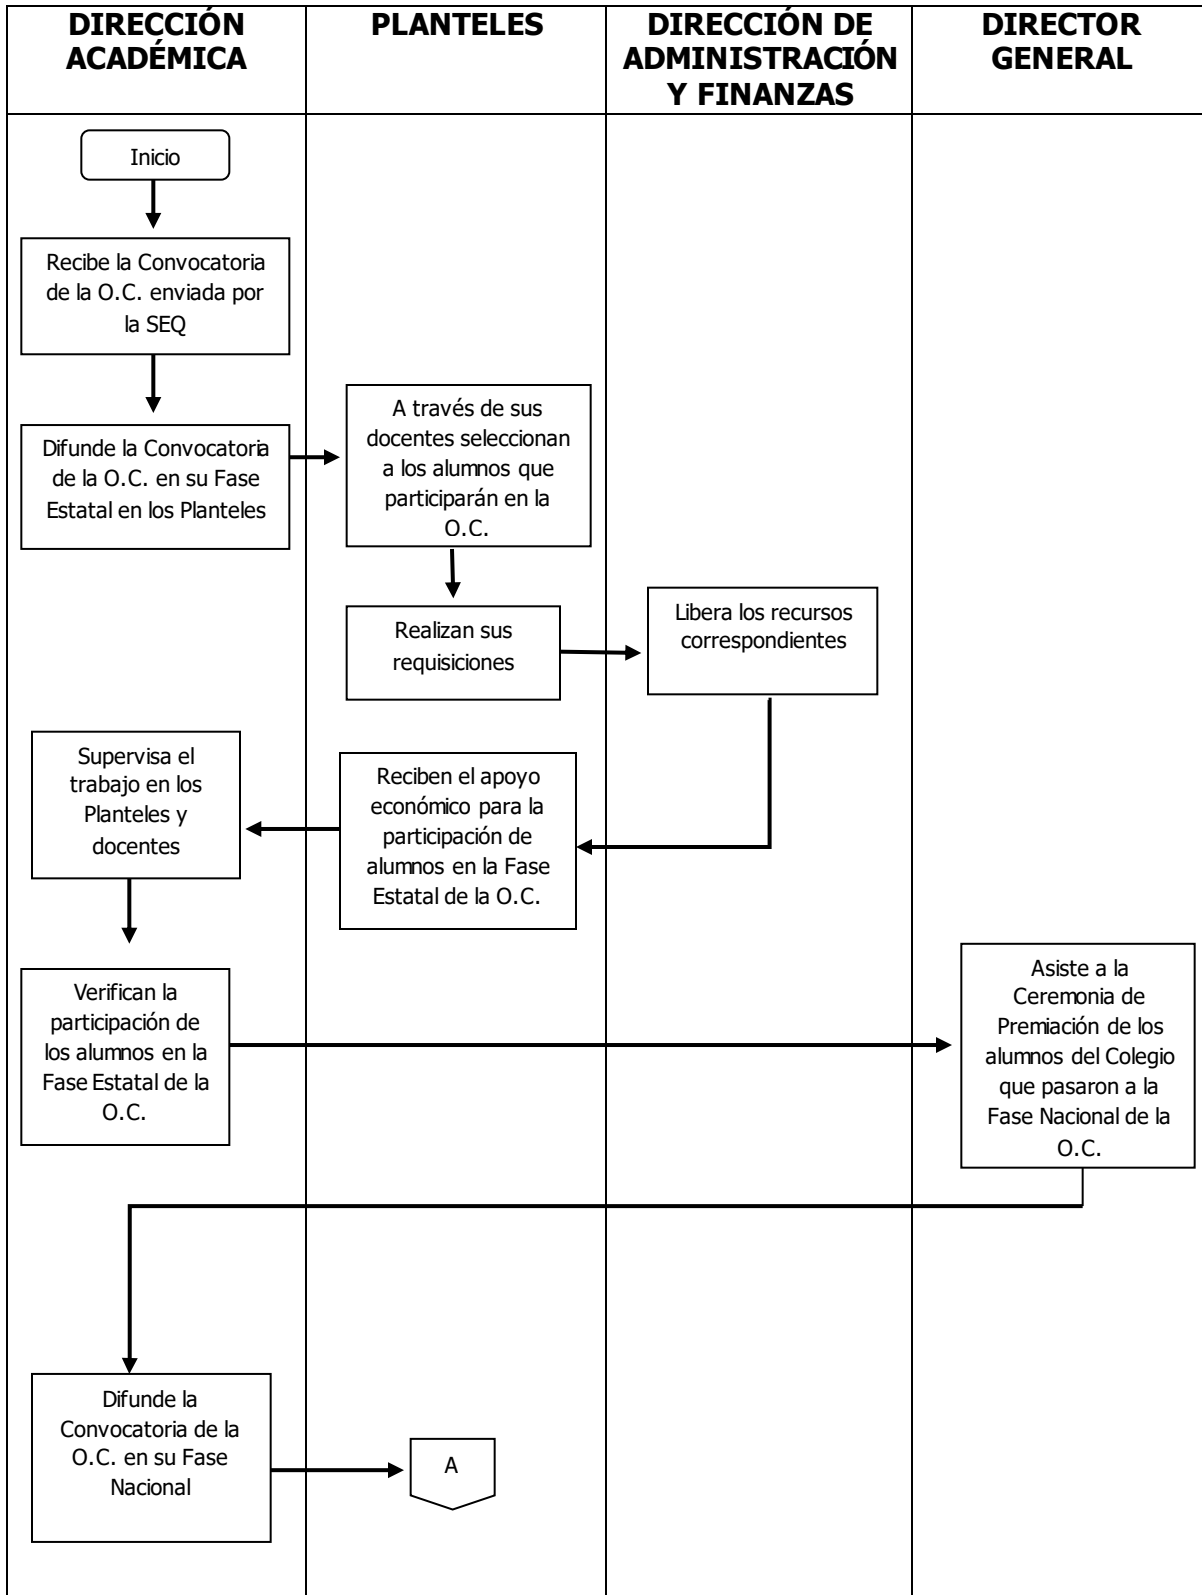 DIRECCIÓN
ACADÉMICA
PLANTELES
DIRECCIÓN DE
ADMINISTRACIÓN
Y FINANZAS
DIRECTOR
GENERAL
Inicio
Recibe la Convocatoria
de la O.C. enviada por
la SEQ
Difunde la Convocatoria
de la O.C. en su Fase
Estatal en los Planteles
A través de sus
docentes seleccionan
a los alumnos que
participarán en la
O.C.
Realizan sus
requisiciones
Libera los recursos
correspondientes
Reciben el apoyo
económico para la
participación de
alumnos en la Fase
Estatal de la O.C.
Supervisa el
trabajo en los
Planteles y
docentes
Verifican la
participación de
los alumnos en la
Fase Estatal de la
O.C.
Asiste a la
Ceremonia de
Premiación de los
alumnos del Colegio
que pasaron a la
Fase Nacional de la
O.C.
Difunde la
Convocatoria de la
O.C. en su Fase
Nacional
A